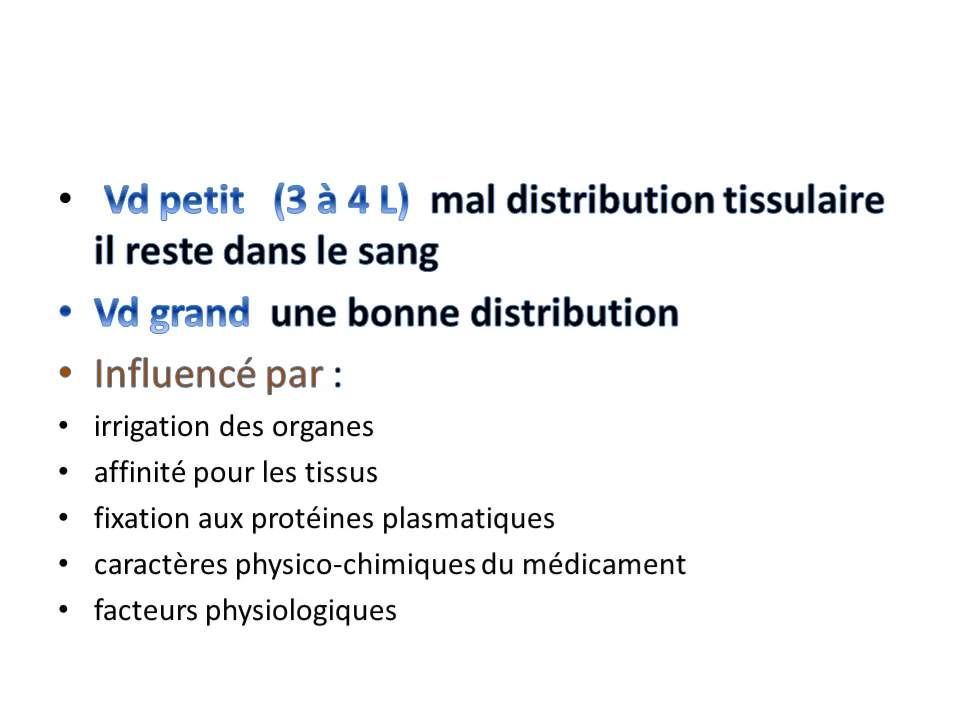 • Vd petit (3 à 4 L) mal distribution tissulaire
il reste dans le sang
• Vd grand une bonne distribution
• Influencé par :
• irrigation des organes
• affinité pour les tissus
• fixation aux protéines plasmatiques
• caractères physico-chimiques du médicament
• facteurs physiologiques